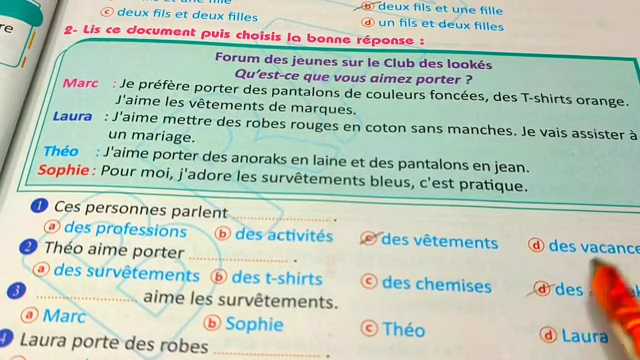 ⓒ deux fils et deux filles
ⓑ deux fils et une fille
ⓓ un fils et deux filles
2- Lis ce document puis choisis la bonne réponse :
Forum des jeunes sur le Club des lookés
Qu'est-ce que vous aimez porter ?
Marc : Je préfère porter des pantalons de couleurs foncées, des T-shirts orange.
J'aime les vêtements de marques.
Laura : J'aime mettre des robes rouges en coton sans manches. Je vais assister à
un mariage.
Théo : J'aime porter des anoraks en laine et des pantalons en jean.
Sophie : Pour moi, j'adore les survêtements bleus, c'est pratique.
1 Ces personnes parlent .................... .
ⓐ des professions ⓑ des activités ⓒ des vêtements ⓓ des vacance
2 Théo aime porter .................... .
ⓐ des survêtements ⓑ des t-shirts ⓒ des chemises ⓓ des
3 .................... aime les survêtements.
ⓐ Marc ⓑ Sophie ⓒ Théo ⓓ Laura
4 Laura porte des robes .................... .